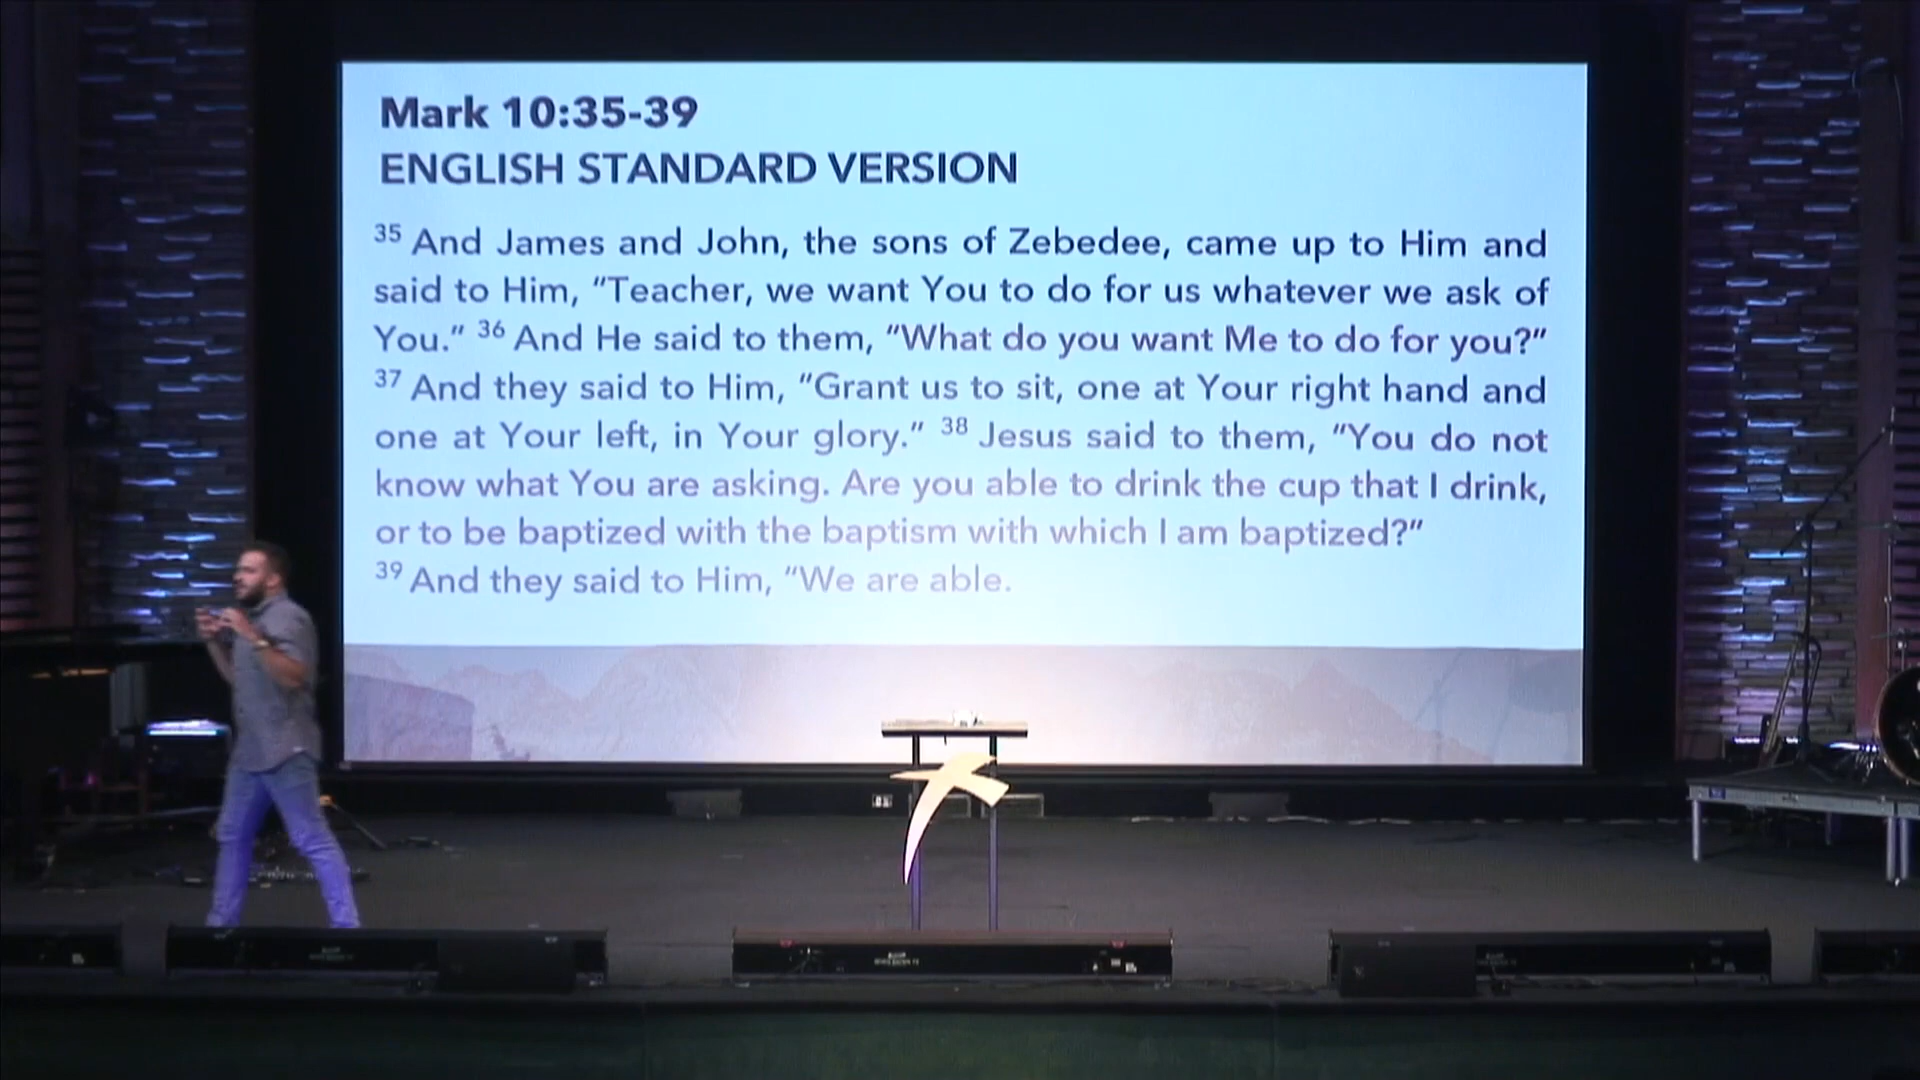 Mark 10:35-39
ENGLISH STANDARD VERSION
35 And James and John, the sons of Zebedee, came up to Him and
said to Him, “Teacher, we want You to do for us whatever we ask of
You.” 36 And He said to them, “What do you want Me to do for you?”
37 And they said to Him, “Grant us to sit, one at Your right hand and
one at Your left, in Your glory.” 38 Jesus said to them, “You do not
know what You are asking. Are you able to drink the cup that I drink,
or to be baptized with the baptism with which I am baptized?”
39 And they said to Him, “We are able.